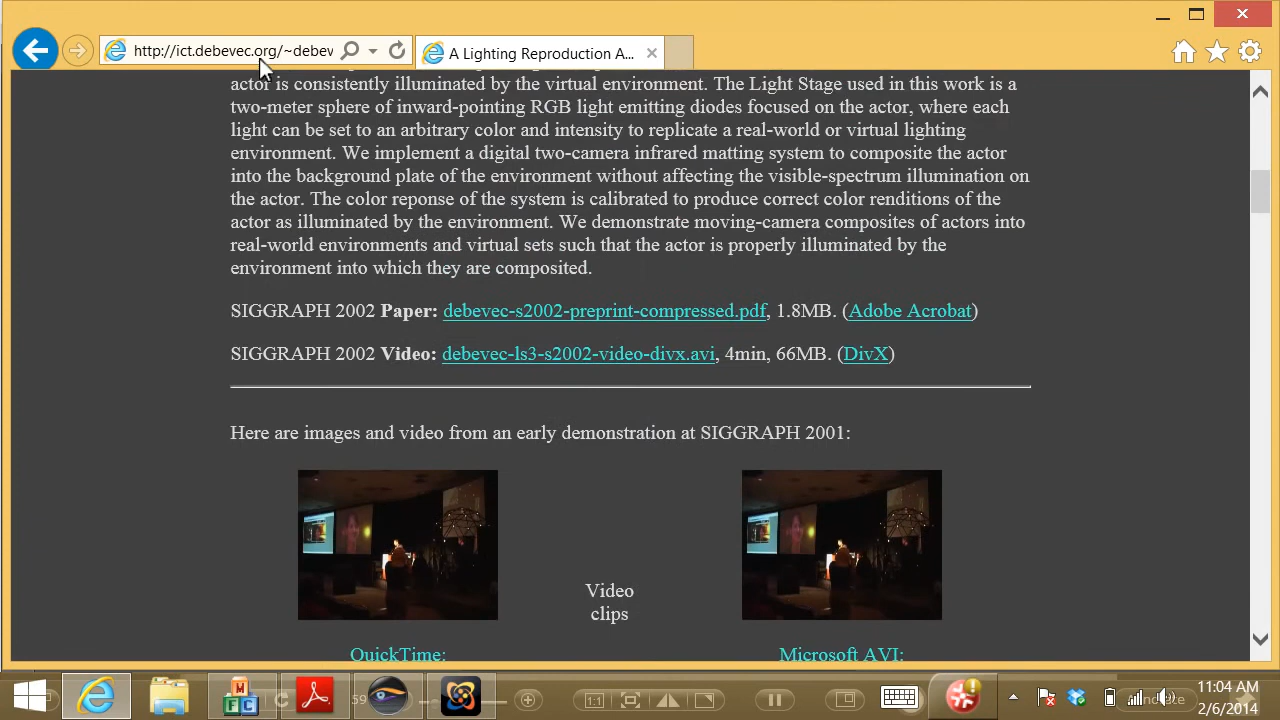 http://ict.debevec.org/~debev
A Lighting Reproduction A...
actor is consistently illuminated by the virtual environment. The Light Stage used in this work is a
two-meter sphere of inward-pointing RGB light emitting diodes focused on the actor, where each
light can be set to an arbitrary color and intensity to replicate a real-world or virtual lighting
environment. We implement a digital two-camera infrared matting system to composite the actor
into the background plate of the environment without affecting the visible-spectrum illumination on
the actor. The color reponse of the system is calibrated to produce correct color renditions of the
actor as illuminated by the environment. We demonstrate moving-camera composites of actors into
real-world environments and virtual sets such that the actor is properly illuminated by the
environment into which they are composited.
SIGGRAPH 2002 Paper: debevec-s2002-preprint-compressed.pdf, 1.8MB. (Adobe Acrobat)
SIGGRAPH 2002 Video: debevec-ls3-s2002-video-divx.avi, 4min, 66MB. (DivX)
Here are images and video from an early demonstration at SIGGRAPH 2001:
Video
clips
QuickTime:
Microsoft AVI:
59
1:1
11:04 AM
2/6/2014